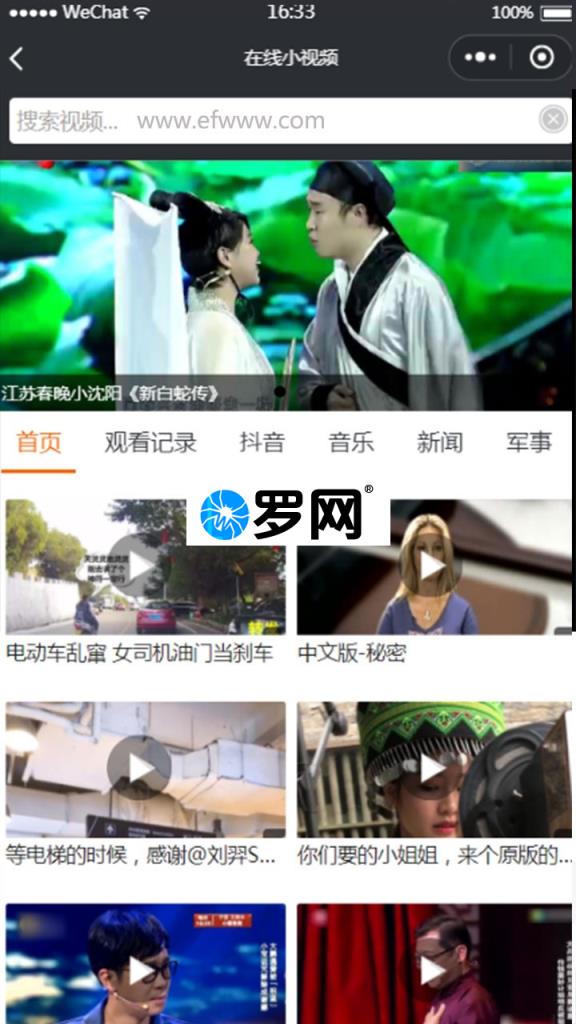 WeChat 16:33 100%
在线小视频
搜索视频... www.efwww.com
江苏春晚小沈阳《新白蛇传》
首页 观看记录 抖音 音乐 新闻 军事
罗网®
电动车乱窜 女司机油门当刹车 中文版-秘密
等电梯的时候，感谢@刘羿S... 你们要的小姐姐，来个原版的...